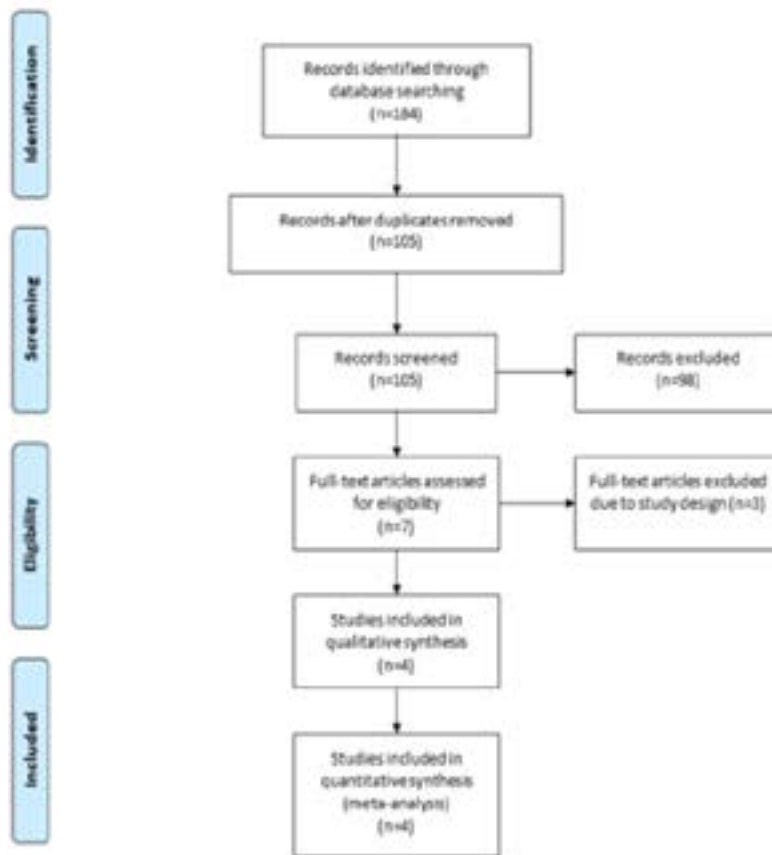 Identification
Records identified through
database searching
(n=184)
Records after duplicates removed
(n=105)
Screening
Records screened
(n=105)
Records excluded
(n=98)
Eligibility
Full-text articles assessed
for eligibility
(n=7)
Full-text articles excluded
due to study design (n=3)
Studies included in
qualitative synthesis
(n=4)
Included
Studies included in
quantitative synthesis
(meta-analysis)
(n=4)